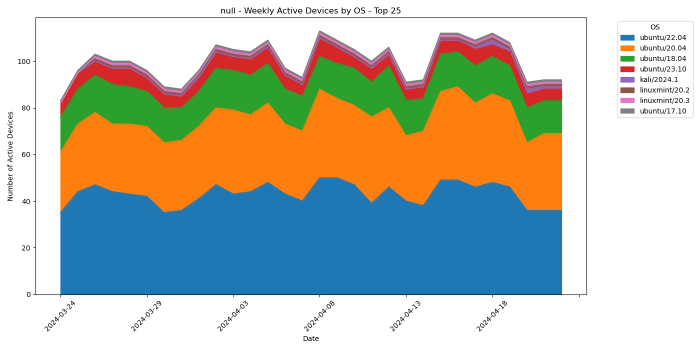 null - Weekly Active Devices by OS - Top 25
OS
ubuntu/22.04
ubuntu/20.04
ubuntu/18.04
ubuntu/23.10
kali/2024.1
linuxmint/20.2
linuxmint/20.3
ubuntu/17.10
Number of Active Devices
100
80
60
40
20
0
2024-03-24
2024-03-29
2024-04-03
2024-04-08
2024-04-13
2024-04-18
Date